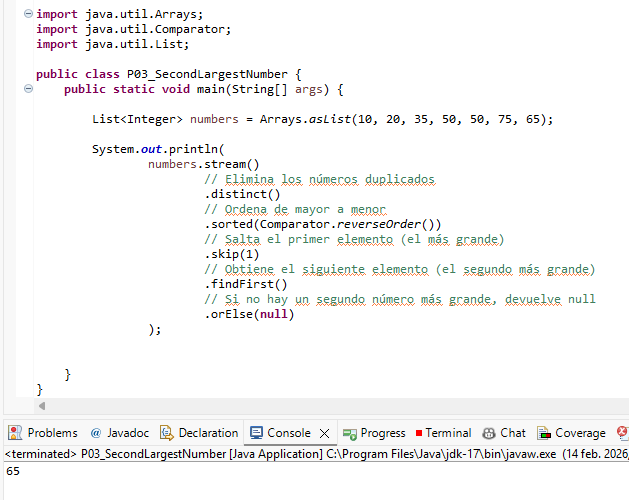 import java.util.Arrays;
import java.util.Comparator;
import java.util.List;
public class P03_SecondLargestNumber {
public static void main(String[] args) {
List<Integer> numbers = Arrays.asList(10, 20, 35, 50, 50, 75, 65);
System.out.println(
numbers.stream()
// Elimina los números duplicados
.distinct()
// Ordena de mayor a menor
.sorted(Comparator.reverseOrder())
// Salta el primer elemento (el más grande)
.skip(1)
// Obtiene el siguiente elemento (el segundo más grande)
.findFirst()
// Si no hay un segundo número más grande, devuelve null
.orElse(null)
);
}
}
Problems @ Javadoc Declaration Console Progress Terminal Chat Coverage
<terminated> P03_SecondLargestNumber [Java Application] C:\Program Files\Java\jdk-17\bin\javaw.exe (14 feb. 2026,
65